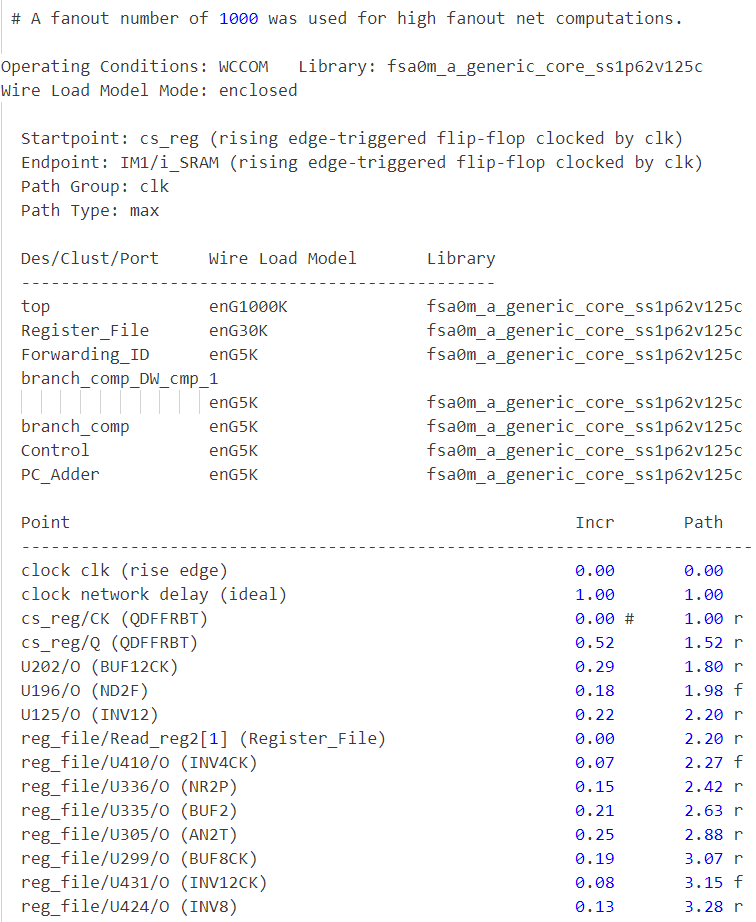 # A fanout number of 1000 was used for high fanout net computations.
Operating Conditions: WCCOM   Library: fsa0m_a_generic_core_ss1p62v125c
Wire Load Model Mode: enclosed
Startpoint: cs_reg (rising edge-triggered flip-flop clocked by clk)
Endpoint: IM1/i_SRAM (rising edge-triggered flip-flop clocked by clk)
Path Group: clk
Path Type: max
Des/Clust/Port     Wire Load Model       Library
------------------------------------------------
top                enG1000K              fsa0m_a_generic_core_ss1p62v125c
Register_File      enG30K                fsa0m_a_generic_core_ss1p62v125c
Forwarding_ID      enG5K                 fsa0m_a_generic_core_ss1p62v125c
branch_comp_DW_cmp_1
                   enG5K                 fsa0m_a_generic_core_ss1p62v125c
branch_comp        enG5K                 fsa0m_a_generic_core_ss1p62v125c
Control            enG5K                 fsa0m_a_generic_core_ss1p62v125c
PC_Adder           enG5K                 fsa0m_a_generic_core_ss1p62v125c
Point                                                   Incr       Path
--------------------------------------------------------------------------
clock clk (rise edge)                                   0.00       0.00
clock network delay (ideal)                             1.00       1.00
cs_reg/CK (QDFFRBT)                                     0.00 #     1.00 r
cs_reg/Q (QDFFRBT)                                      0.52       1.52 r
U202/O (BUF12CK)                                        0.29       1.80 r
U196/O (ND2F)                                           0.18       1.98 f
U125/O (INV12)                                          0.22       2.20 r
reg_file/Read_reg2[1] (Register_File)                   0.00       2.20 r
reg_file/U410/O (INV4CK)                                0.07       2.27 f
reg_file/U336/O (NR2P)                                  0.15       2.42 r
reg_file/U335/O (BUF2)                                  0.21       2.63 r
reg_file/U305/O (AN2T)                                  0.25       2.88 r
reg_file/U299/O (BUF8CK)                                0.19       3.07 r
reg_file/U431/O (INV12CK)                               0.08       3.15 f
reg_file/U424/O (INV8)                                  0.13       3.28 r